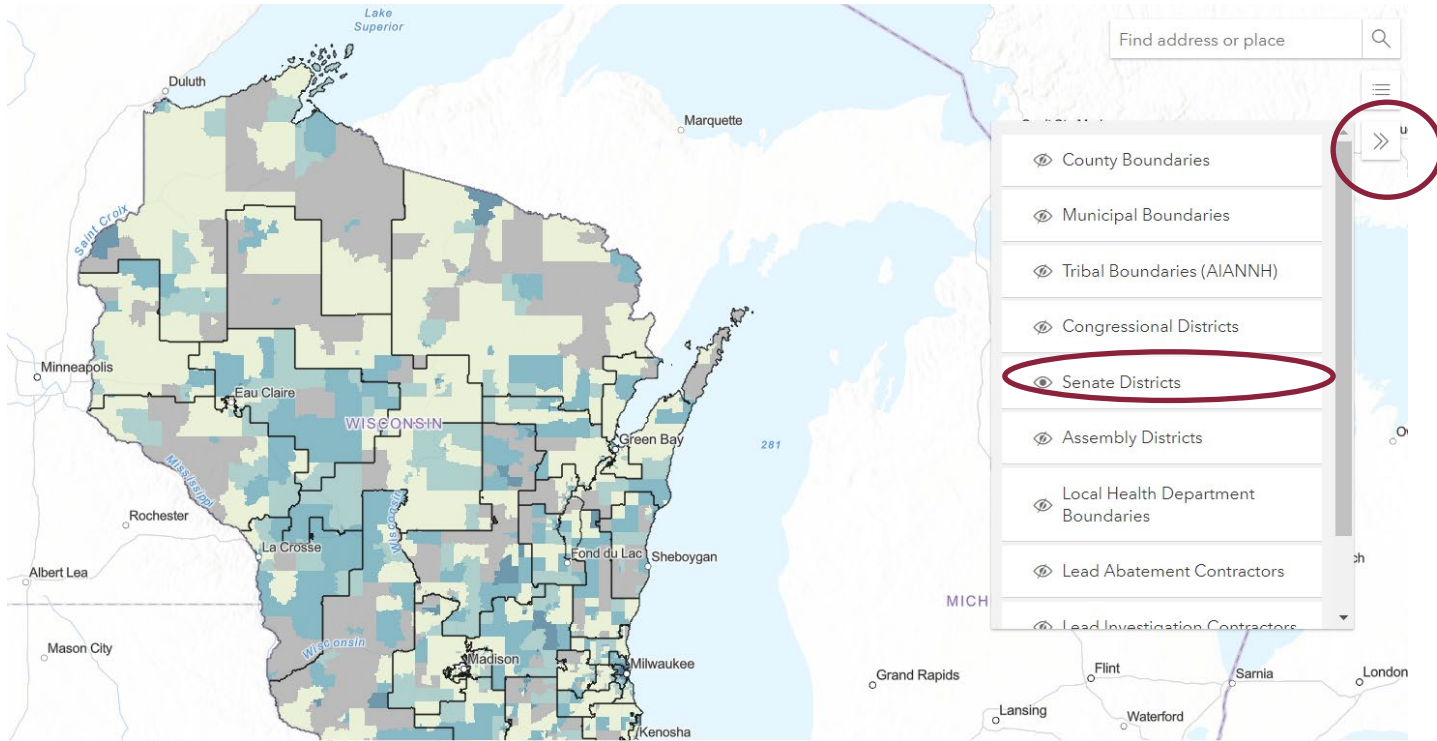 Lake
Superior
Find address or place
Duluth
Marquette
County Boundaries
Municipal Boundaries
Saint Croix
Tribal Boundaries (AIANNH)
Congressional Districts
Minneapolis
Senate Districts
Eau Claire
WISCONSIN
Green Bay
281
Assembly Districts
Mississippi
Local Health Department
Boundaries
Rochester
Wisconsin
La Crosse
Fond du Lac
Sheboygan
Albert Lea
Lead Abatement Contractors
MICH
Lead Investigation Contractors
Mason City
Wisconsin
Madison
Milwaukee
Grand Rapids
Flint
Sarnia
London
Lansing
Waterford
Kenosha